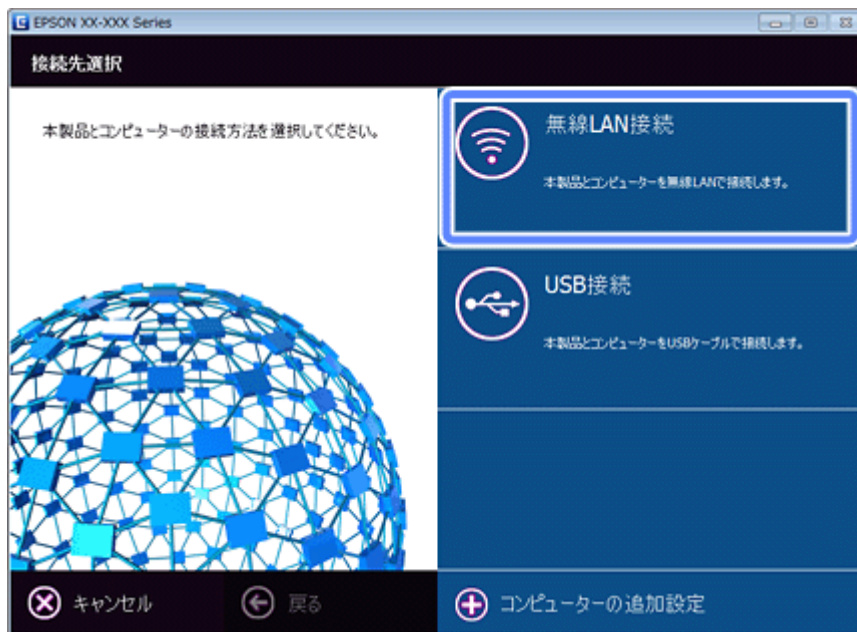 EPSON XX-XXX Series
接続先選択
本製品とコンピューターの接続方法を選択してください。
無線LAN接続
本製品とコンピューターを無線LANで接続します。
USB接続
本製品とコンピューターをUSBケーブルで接続します。
キャンセル
戻る
コンピューターの追加設定